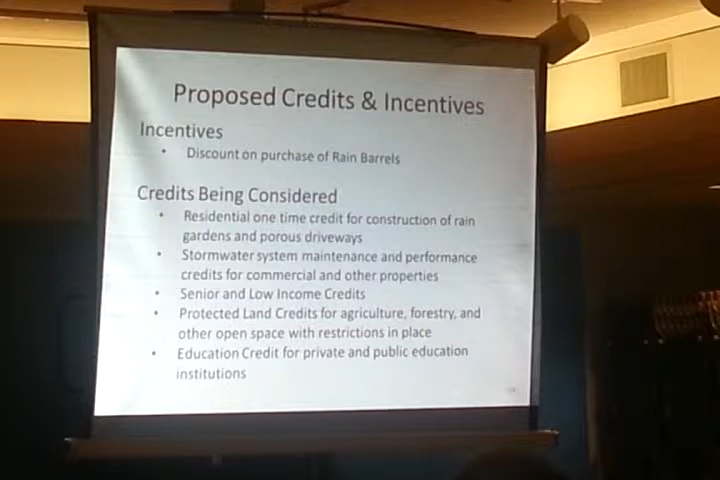 Proposed Credits & Incentives
Incentives
• Discount on purchase of Rain Barrels
Credits Being Considered
• Residential one time credit for construction of rain
gardens and porous driveways
• Stormwater system maintenance and performance
credits for commercial and other properties
• Senior and Low Income Credits
• Protected Land Credits for agriculture, forestry, and
other open space with restrictions in place
• Education Credit for private and public education
institutions